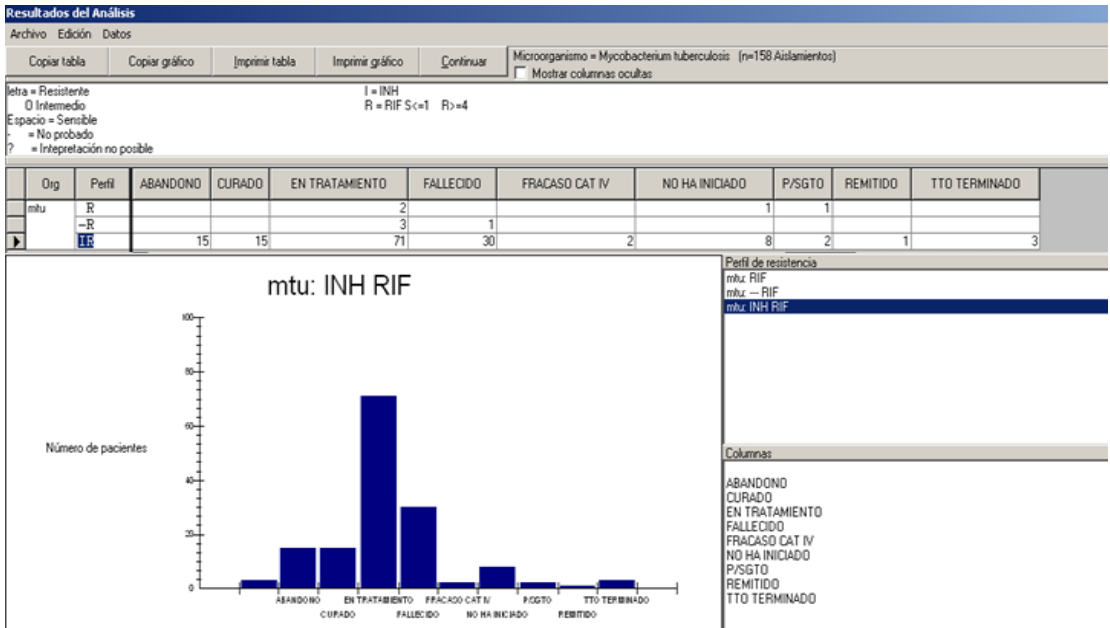 Resultados del Análisis
Archivo Edición Datos
Copiar tabla Copiar gráfico Imprimir tabla Imprimir gráfico Continuar
Microorganismo = Mycobacterium tuberculosis (n=158 Aislamientos)
Mostrar columnas ocultas
letra = Resistente I = INH
O Intermedio R = RIF S<=1 R>=4
Espacio = Sensible
- = No probado
? = Intepretación no posible
Org Perfil ABANDONO CURADO EN TRATAMIENTO FALLECIDO FRACASO CAT IV NO HA INICIADO P/SGTO REMITIDO TTO TERMINADO
mtu R 2 1 1
-R 3 1
IR 15 15 71 30 2 8 2 1 3
mtu: INH RIF
100
80
60
40
20
0
Número de pacientes
ABANDONO EN TRATAMIENTO FRACASO CAT IV P/SGTO TTO TERMINADO
CURADO FALLECIDO NO HA INICIADO REMITIDO
Perfil de resistencia
mtu: RIF
mtu: -- RIF
mtu: INH RIF
Columnas
ABANDONO
CURADO
EN TRATAMIENTO
FALLECIDO
FRACASO CAT IV
NO HA INICIADO
P/SGTO
REMITIDO
TTO TERMINADO